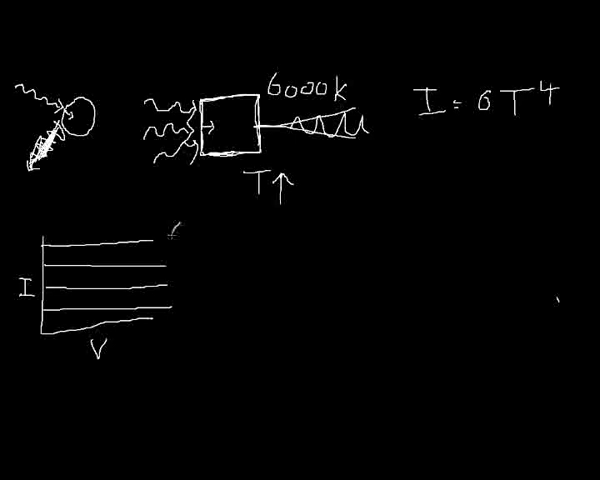 6000k
I = σT⁴
T↑
I
V